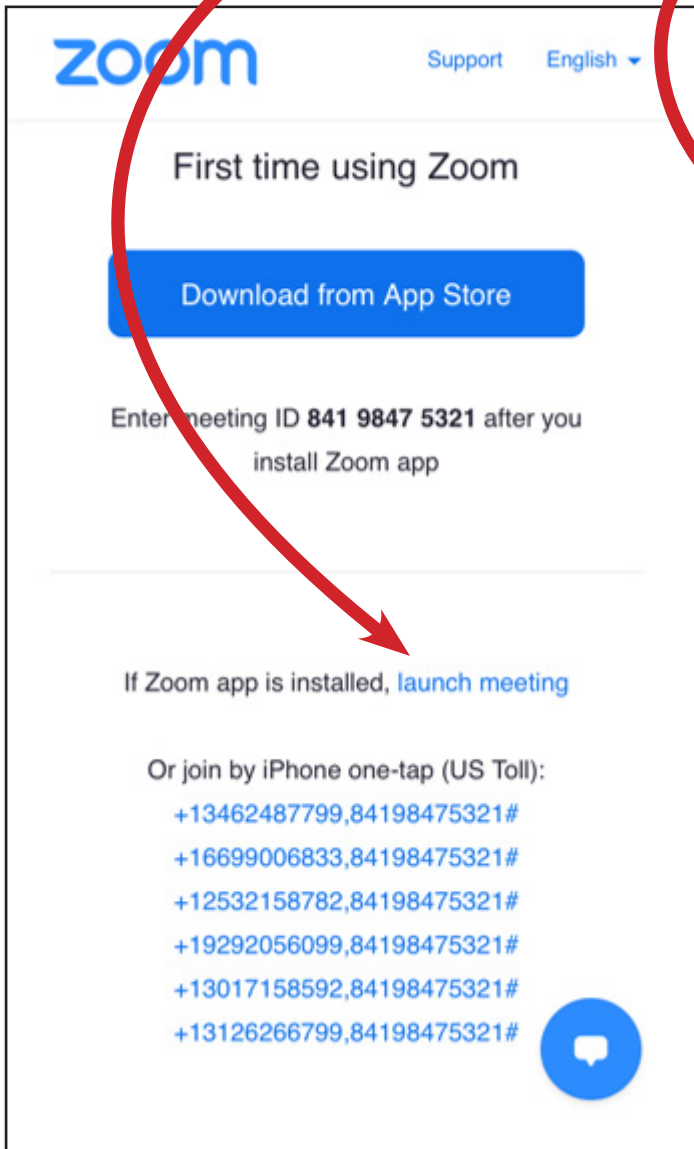 zoom
Support English
First time using Zoom
Download from App Store
Enter meeting ID 841 9847 5321 after you
install Zoom app
If Zoom app is installed, launch meeting
Or join by iPhone one-tap (US Toll):
+13462487799,84198475321#
+16699006833,84198475321#
+12532158782,84198475321#
+19292056099,84198475321#
+13017158592,84198475321#
+13126266799,84198475321#